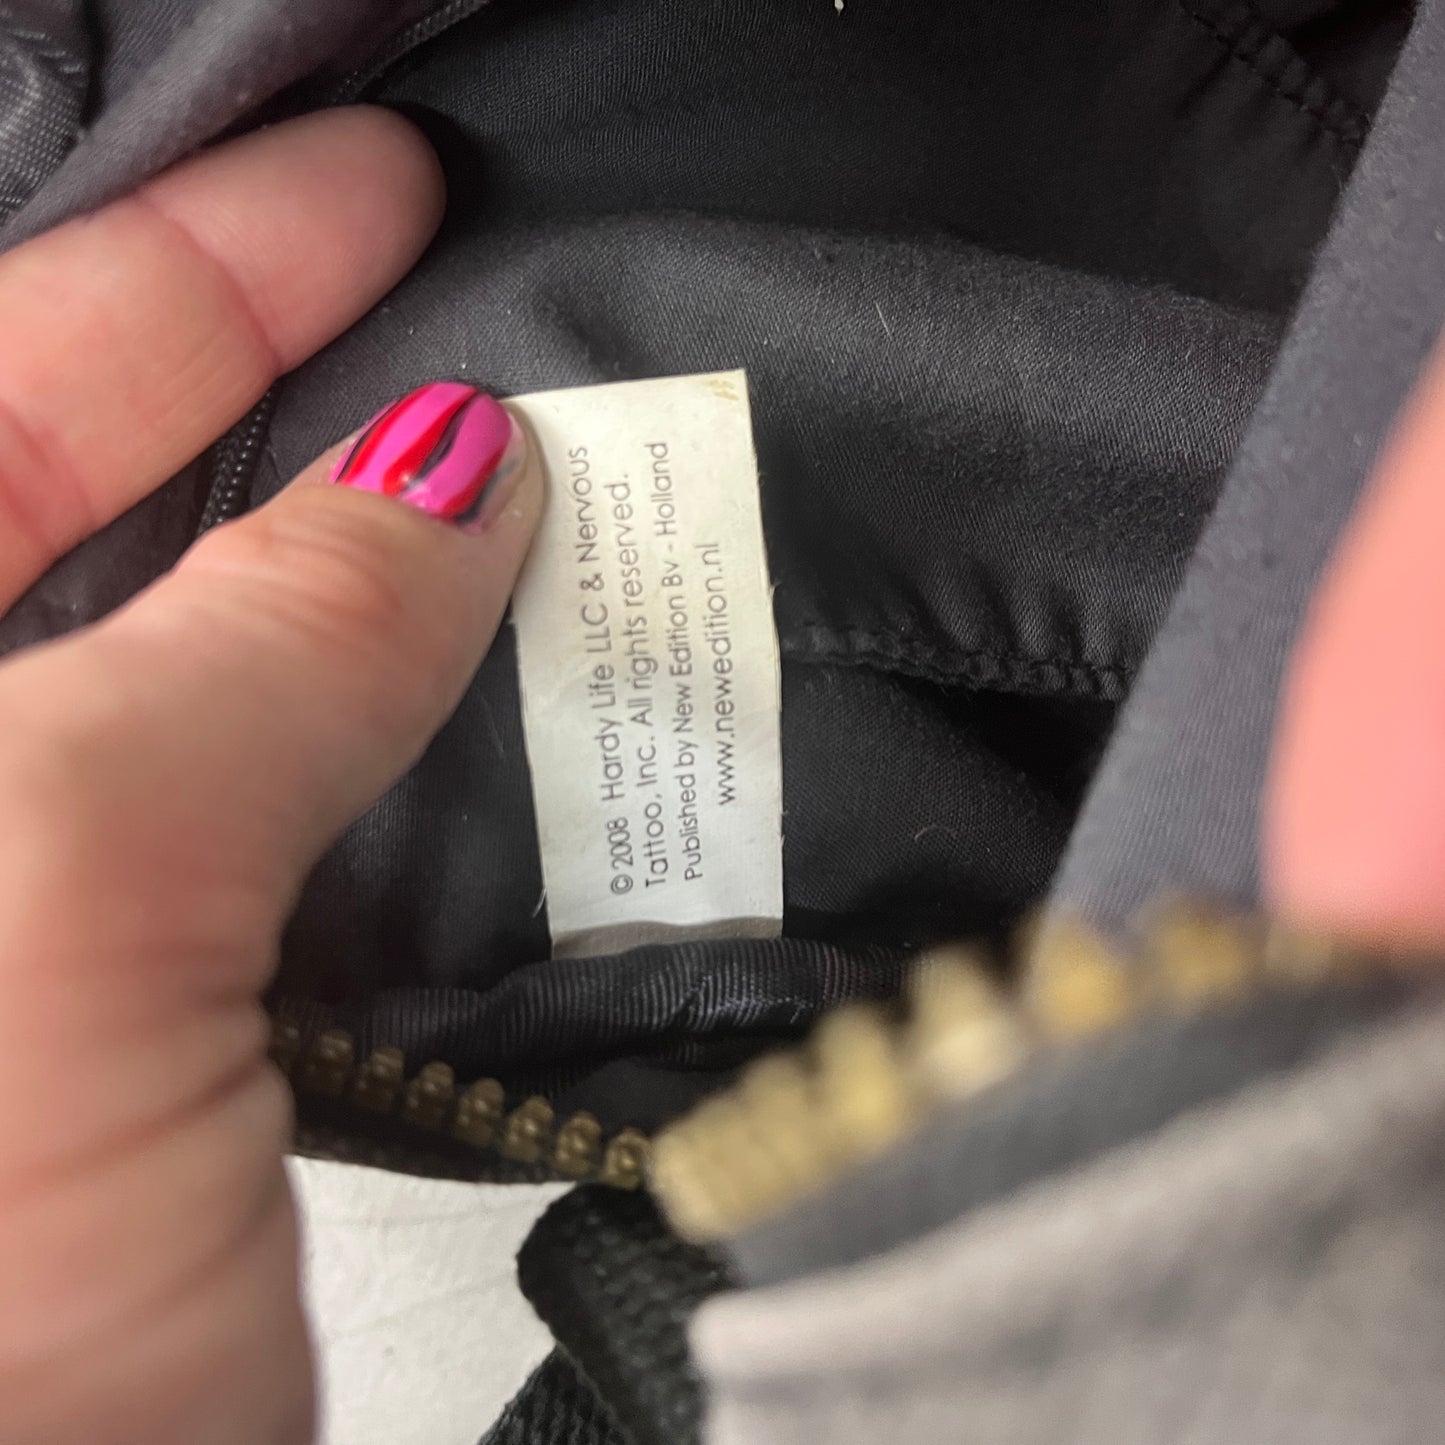 © 2008 Hardy Life LLC & Nervous
Tattoo, Inc. All rights reserved.
Published by New Edition Bv - Holland
www.newedition.nl